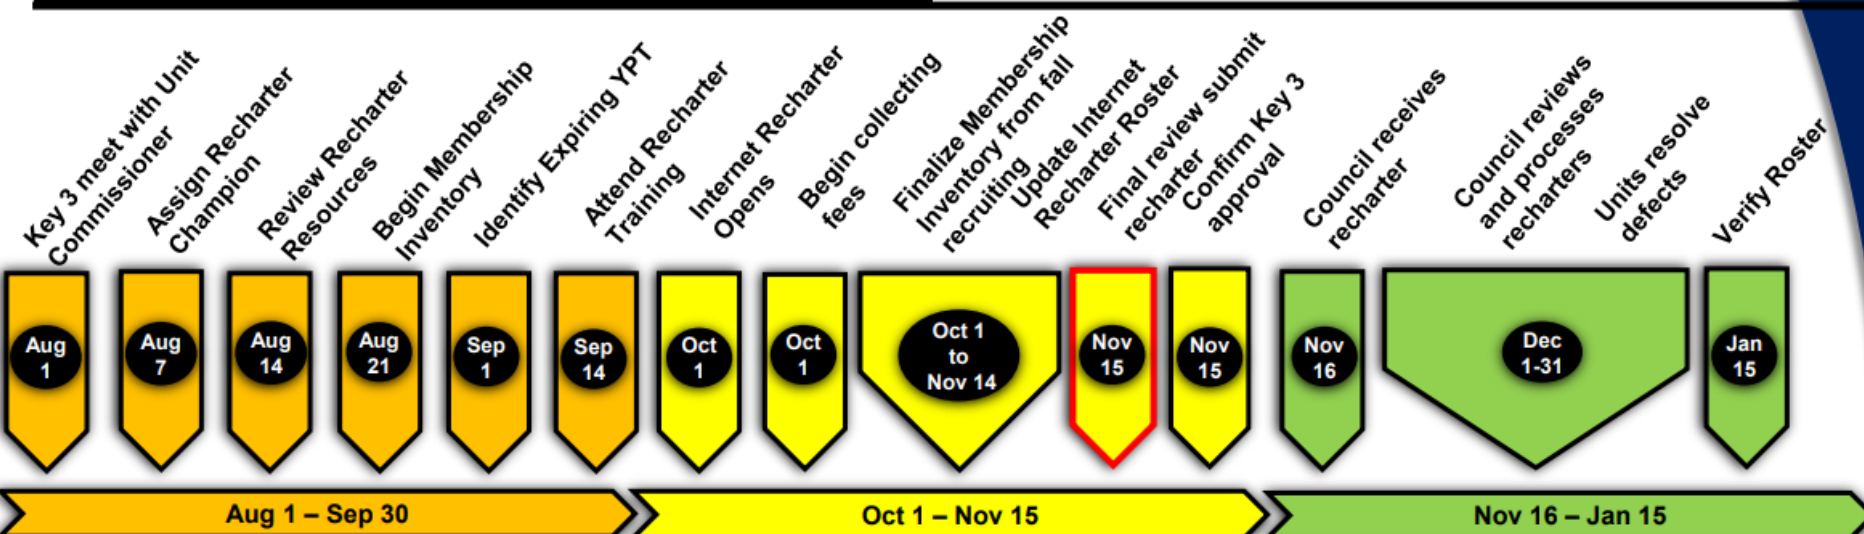 Key 3 meet with Unit
Commissioner
Assign Recharter
Champion
Review Recharter
Resources
Begin Membership
Inventory
Identify Expiring YPT
Attend Recharter
Training
Internet Recharter
Opens
Begin collecting
fees
Finalize Membership
Inventory from fall
recruiting
Update Internet
Recharter Roster
Final review submit
recharter
Confirm Key 3
approval
Council receives
recharter
Council reviews
and processes
recharters
Units resolve
defects
Verify Roster
Aug
1
Aug
7
Aug
14
Aug
21
Sep
1
Sep
14
Oct
1
Oct
1
Oct 1
to
Nov 14
Nov
15
Nov
15
Nov
16
Dec
1-31
Jan
15
Aug 1 – Sep 30
Oct 1 – Nov 15
Nov 16 – Jan 15